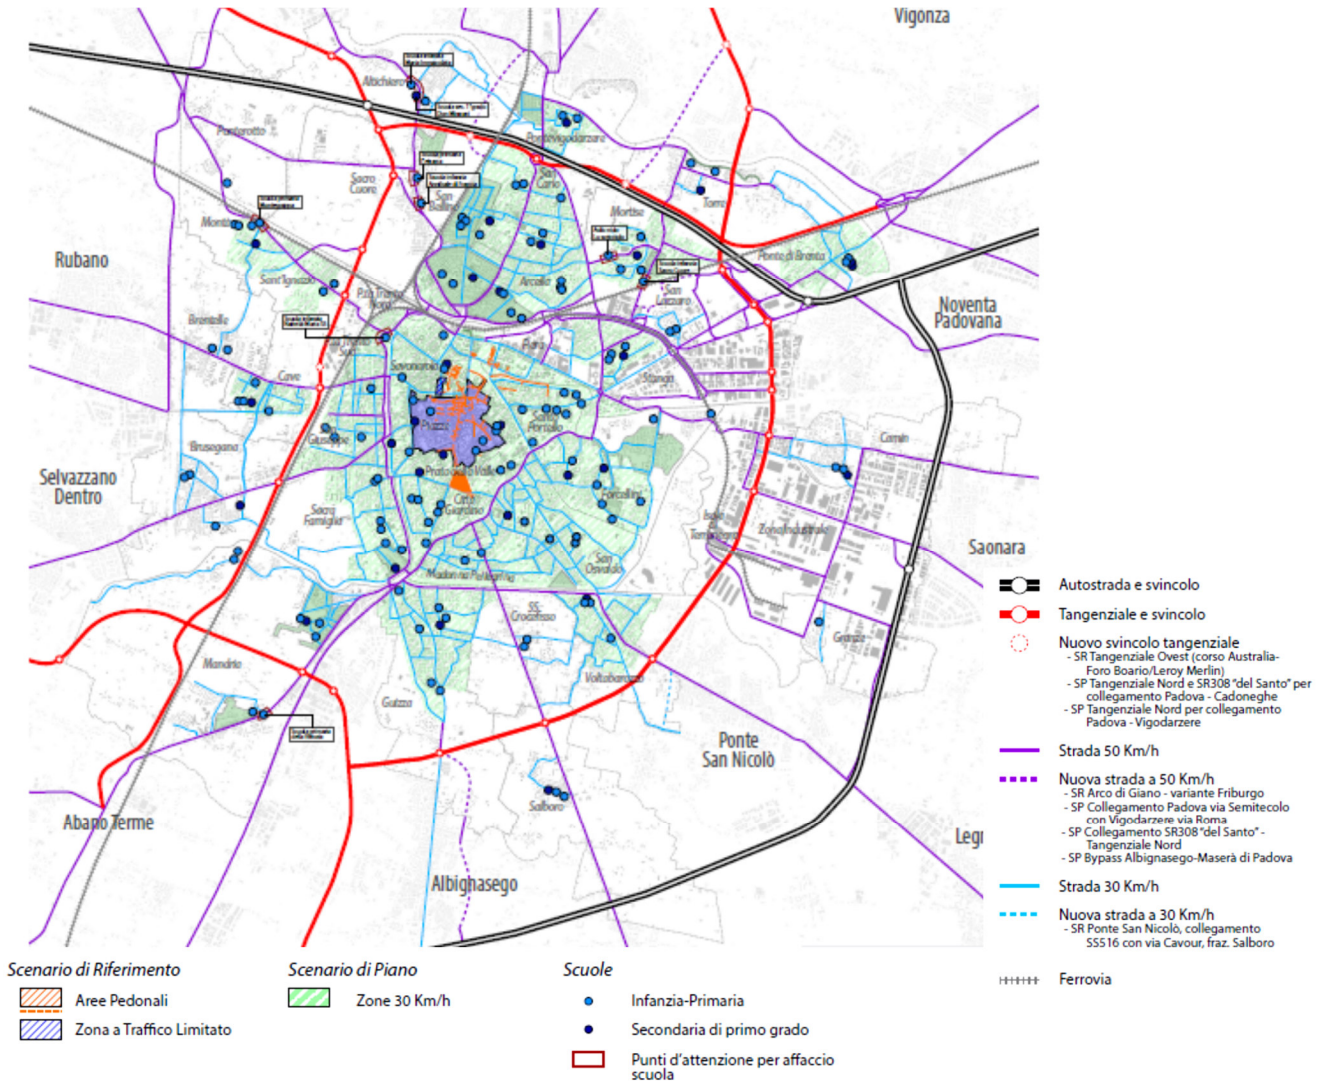 Vigonza
Altichiero
Ponterotto
Pontevigodarzere
Sacro
Cuore
San
Carlo
San
Bellino
Mortise
Torre
Rubano
Sant'Ignazio
Arcella
Ponte di Brenta
San
Lazzaro
Noventa
Padovana
Brentelle
Fiera
Savonarola
Stanga
Cave
Piazze
Portello
Camin
Brusegana
Giuseppe
Selvazzano
Dentro
Prato della Valle
Città
Giardino
Forcellini
Sacra
Famiglia
Isola
Zona Industriale
Saonara
San
Osvaldo
Madonna Pellegrina
SS.
Crocefisso
Granze
Mandria
Voltabarozzo
Guizza
Ponte
San Nicolò
Salboro
Abano Terme
Legn
Albignasego
Autostrada e svincolo
Tangenziale e svincolo
Nuovo svincolo tangenziale
- SR Tangenziale Ovest (corso Australia-
Foro Boario/Leroy Merlin)
- SP Tangenziale Nord e SR308 "del Santo" per
collegamento Padova - Cadoneghe
- SP Tangenziale Nord per collegamento
Padova - Vigodarzere
Strada 50 Km/h
Nuova strada a 50 Km/h
- SR Arco di Giano - variante Friburgo
- SP Collegamento Padova via Semitecolo
con Vigodarzere via Roma
- SP Collegamento SR308 "del Santo" -
Tangenziale Nord
- SP Bypass Albignasego-Maserà di Padova
Strada 30 Km/h
Nuova strada a 30 Km/h
- SR Ponte San Nicolò, collegamento
SS516 con via Cavour, fraz. Salboro
Ferrovia
Scenario di Riferimento
Aree Pedonali
Zona a Traffico Limitato
Scenario di Piano
Zone 30 Km/h
Scuole
Infanzia-Primaria
Secondaria di primo grado
Punti d'attenzione per affaccio
scuola